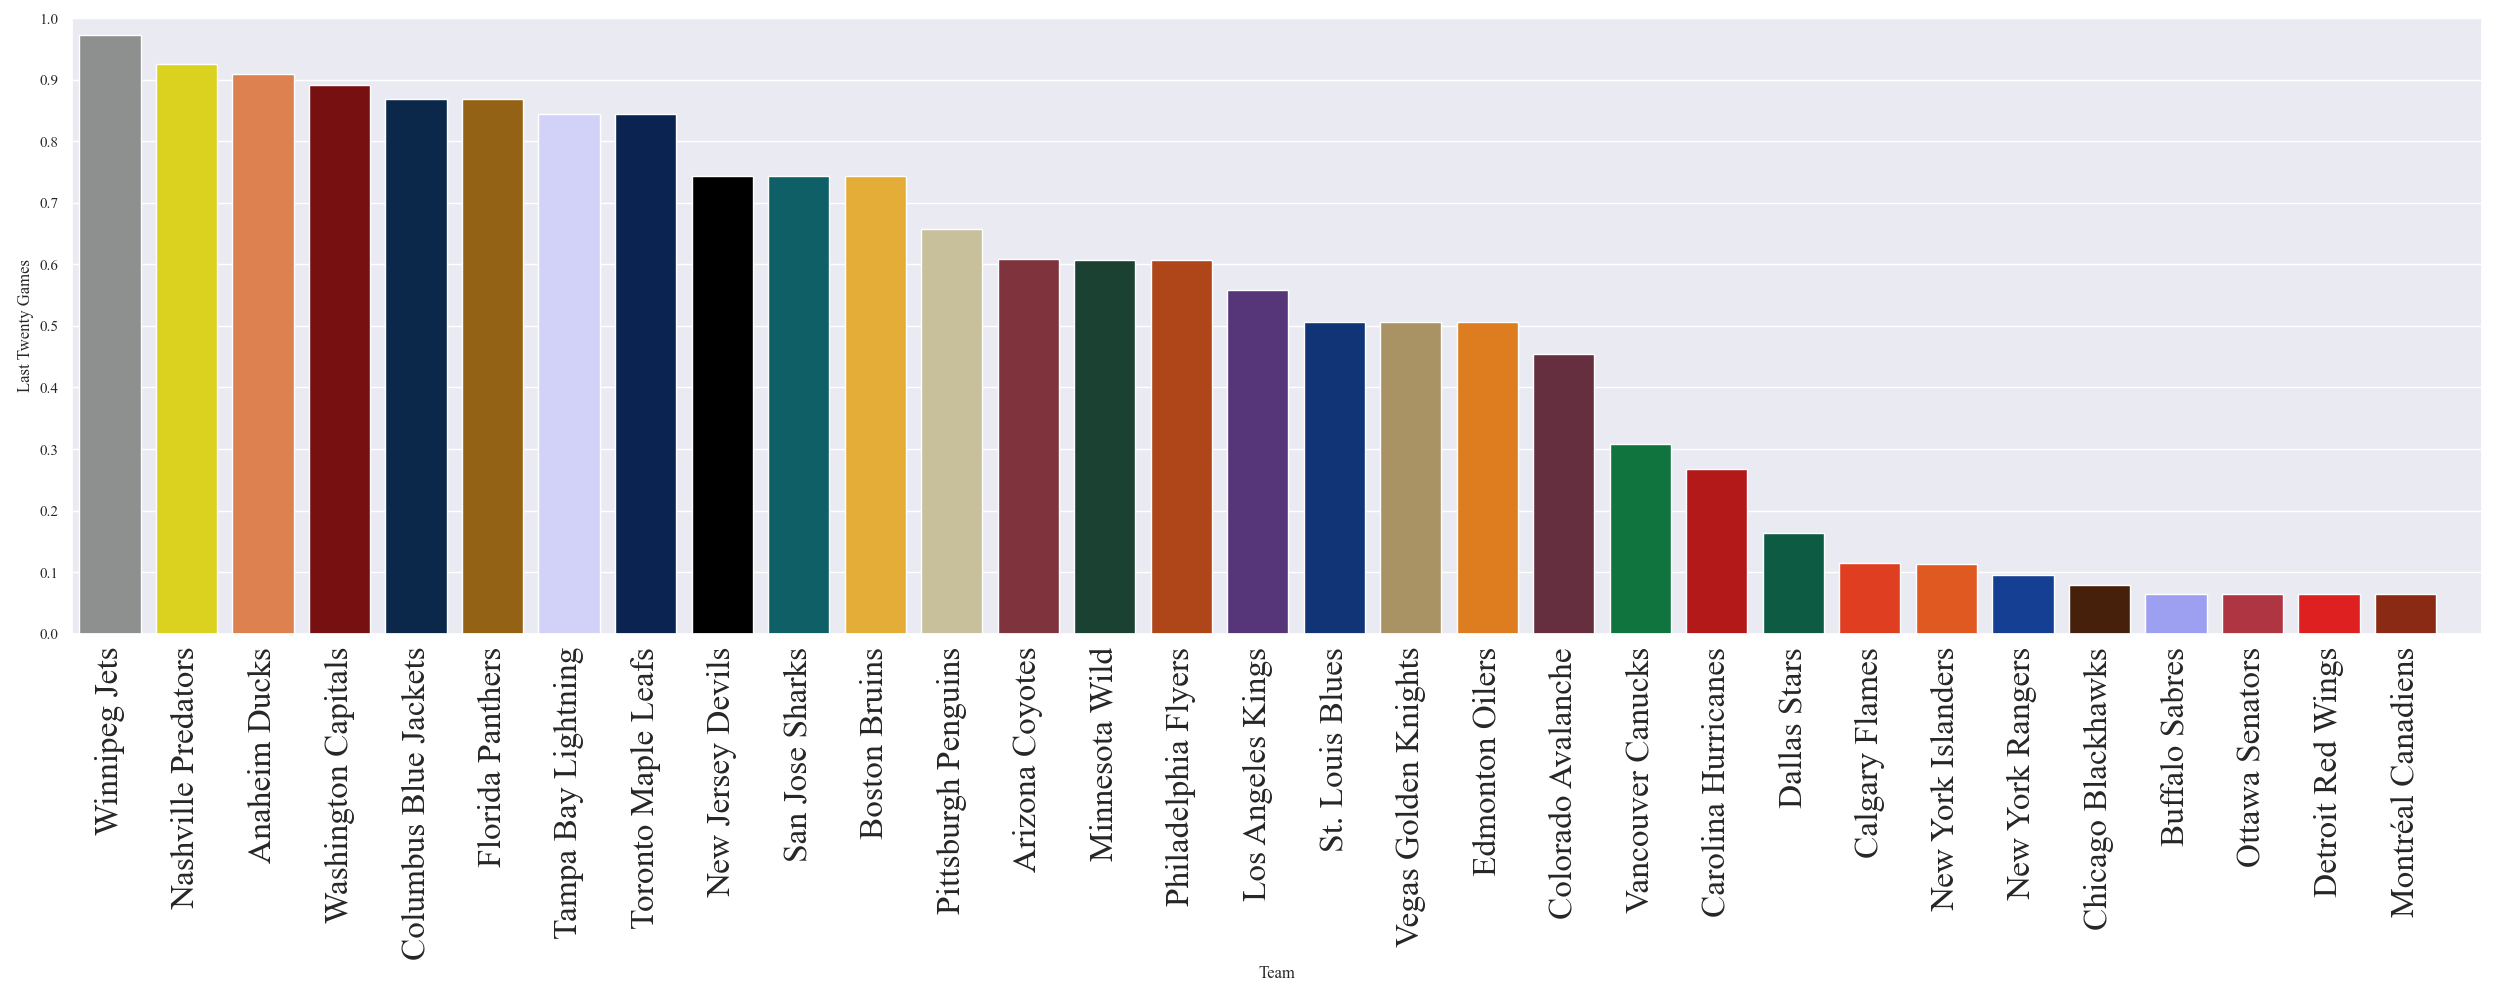 1.0
0.9
0.8
0.7
0.6
0.5
0.4
0.3
0.2
0.1
0.0
Last Twenty Games
Winnipeg Jets
Nashville Predators
Anaheim Ducks
Washington Capitals
Columbus Blue Jackets
Florida Panthers
Tampa Bay Lightning
Toronto Maple Leafs
New Jersey Devils
San Jose Sharks
Boston Bruins
Pittsburgh Penguins
Arizona Coyotes
Minnesota Wild
Philadelphia Flyers
Los Angeles Kings
St. Louis Blues
Vegas Golden Knights
Edmonton Oilers
Colorado Avalanche
Vancouver Canucks
Carolina Hurricanes
Dallas Stars
Calgary Flames
New York Islanders
New York Rangers
Chicago Blackhawks
Buffalo Sabres
Ottawa Senators
Detroit Red Wings
Montréal Canadiens
Team